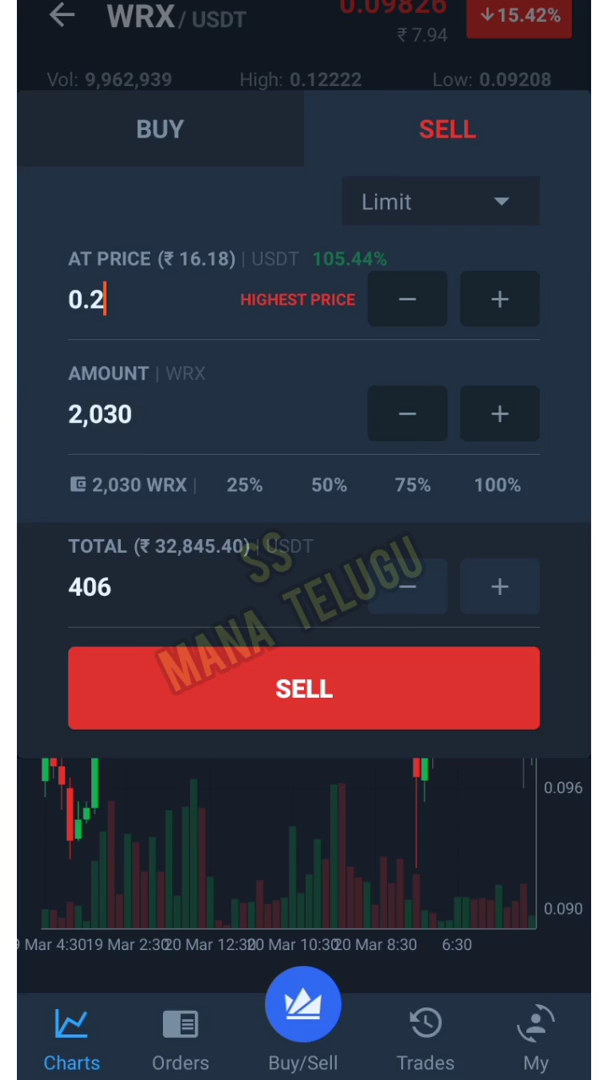 WRX / USDT
0.09826
₹ 7.94
↓15.42%
Vol: 9,962,939 High: 0.12222 Low: 0.09208
BUY SELL
Limit
AT PRICE (₹ 16.18) | USDT 105.44%
0.2 HIGHEST PRICE − +
AMOUNT | WRX
2,030 − +
2,030 WRX | 25% 50% 75% 100%
TOTAL (₹ 32,845.40) | USDT
406 − +
SS
MANA TELUGU
SELL
0.096
0.090
9 Mar 4:30 19 Mar 2:30 20 Mar 12:30 20 Mar 10:30 20 Mar 8:30 6:30
Charts Orders Buy/Sell Trades My